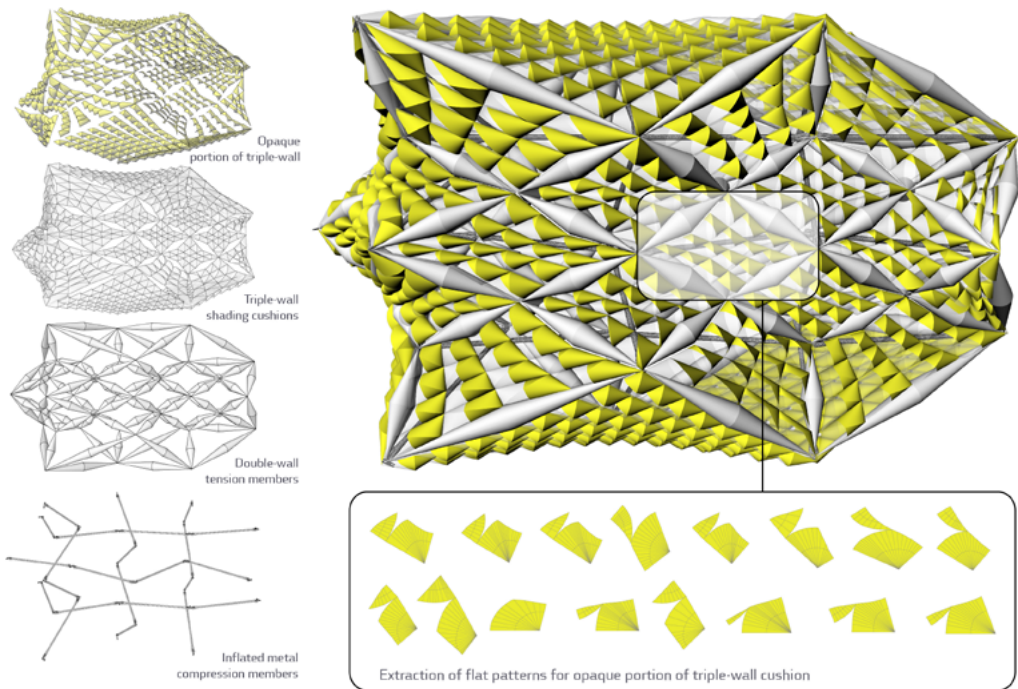 Opaque
portion of triple-wall
Triple-wall
shading cushions
Double-wall
tension members
Inflated metal
compression members
Extraction of flat patterns for opaque portion of triple-wall cushion